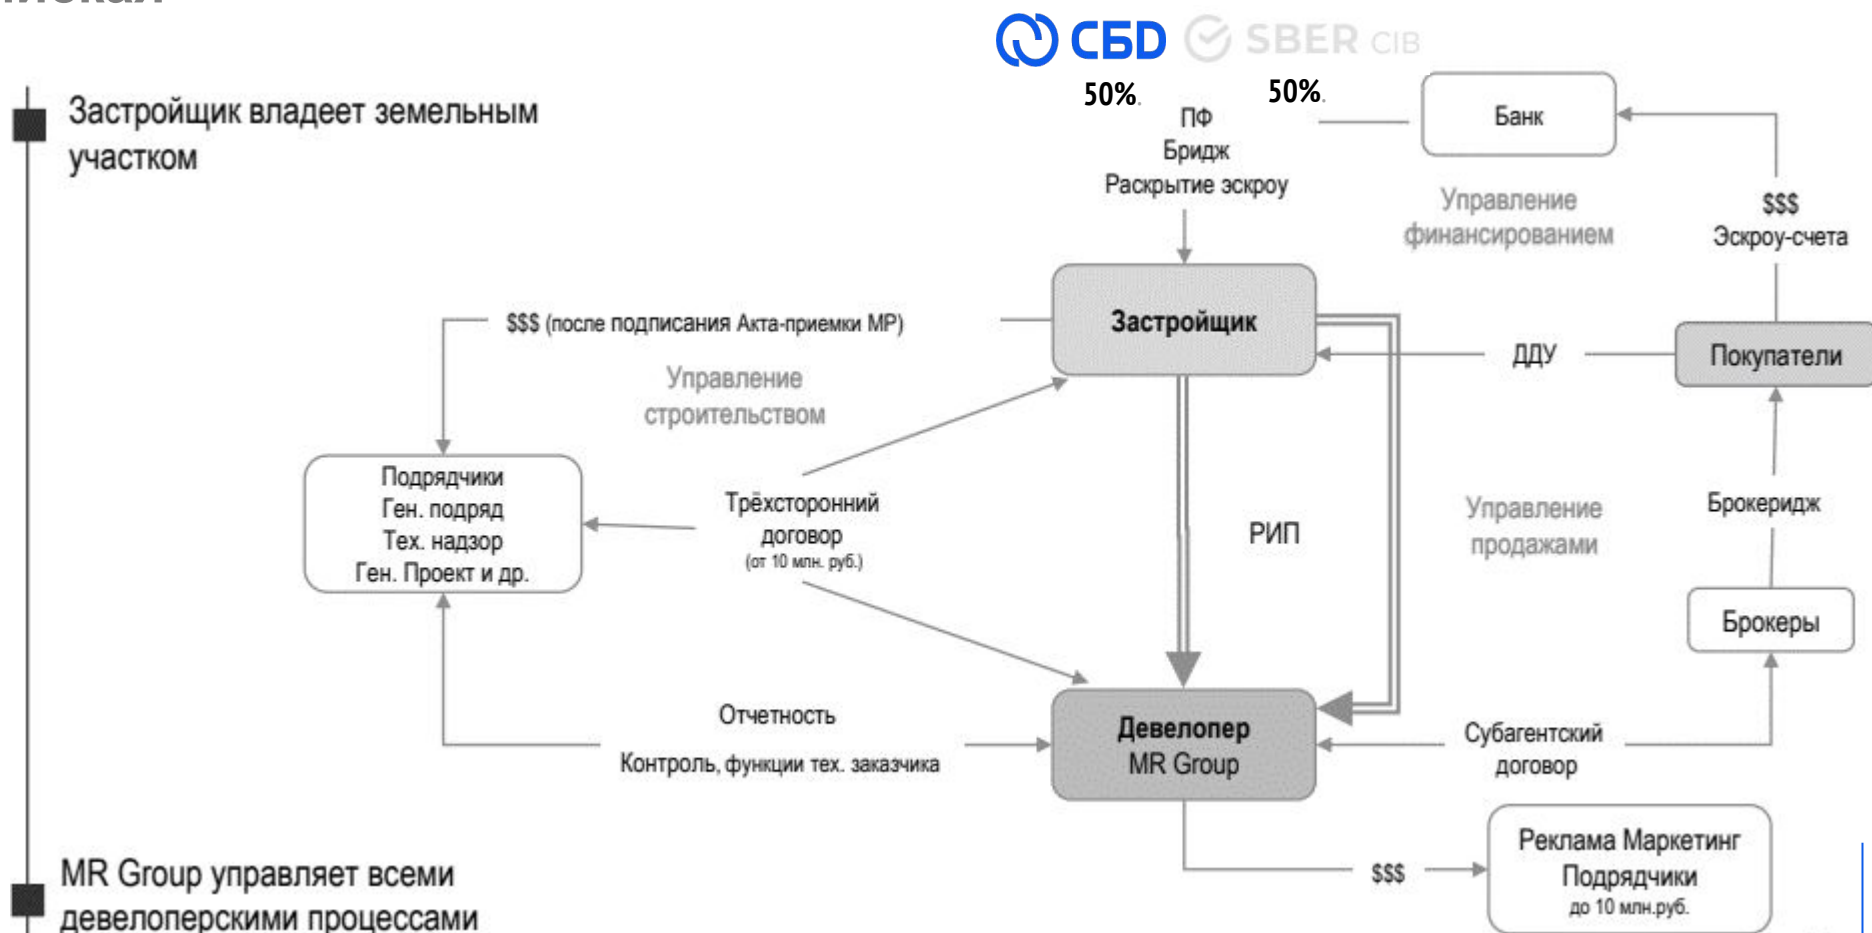 СБD SBER CIB
50%. 50%.
Застройщик владеет земельным
участком
ПФ
Бридж
Раскрытие эскроу
Банк
Управление
финансированием
$$$
Эскроу-счета
Застройщик
$$$ (после подписания Акта-приемки МР)
ДДУ
Покупатели
Управление
строительством
Подрядчики
Ген. подряд
Тех. надзор
Ген. Проект и др.
Трёхсторонний
договор
(от 10 млн. руб.)
РИП
Управление
продажами
Брокеридж
Брокеры
Отчетность
Контроль, функции тех. заказчика
Девелопер
MR Group
Субагентский
договор
$$$
Реклама Маркетинг
Подрядчики
до 10 млн.руб.
MR Group управляет всеми
девелоперскими процессами